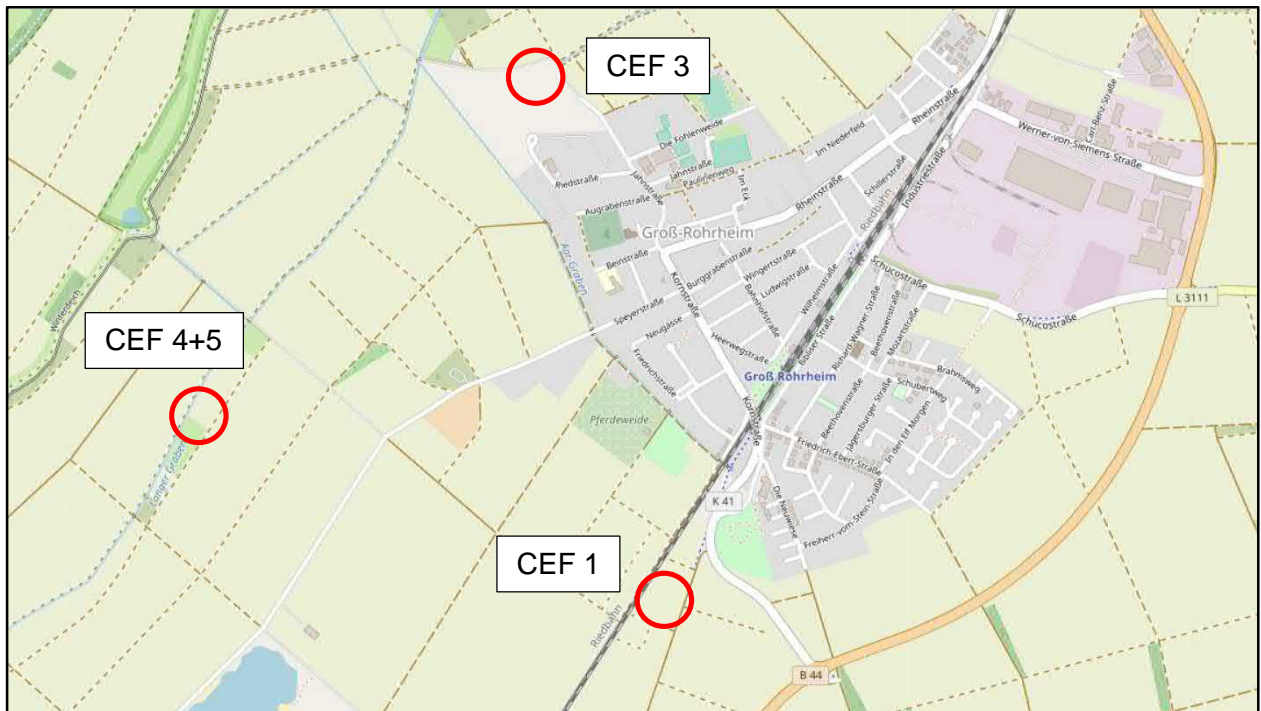 CEF 3
Rheinstraße
Carl-Benz-Straße
Werner-von-Siemens-Straße
Die Fohlenweide
Im Niederfeld
Rheinstraße
Industriestraße
Schillerstraße
Riedstraße
Jahnstraße
Jahnstraße
Paulinenweg
Im Eck
Augrabenstraße
Riedbahn
Groß-Rohrheim
Beinstraße
Burggrabenstraße
Wingertstraße
Ludwigstraße
Wilhelmstraße
Kornstraße
Bahnhofstraße
Schucostraße
L 3111
Schucostraße
Winterdeich
CEF 4+5
Speyerstraße
Neugasse
Heerwegstraße
Friedrichstraße
Bibliser Straße
Richard-Wagner-Straße
Beethovenstraße
Mozartstraße
Groß Rohrheim
Brahmsweg
Schubertweg
Pferdeweide
Kornstraße
Beethovenstraße
Jägersburger Straße
In den Elf Morgen
Friedrich-Ebert-Straße
Langer Graben
K 41
Die Neuwiese
Freiherr-vom-Stein-Straße
CEF 1
Riedbahn
B 44